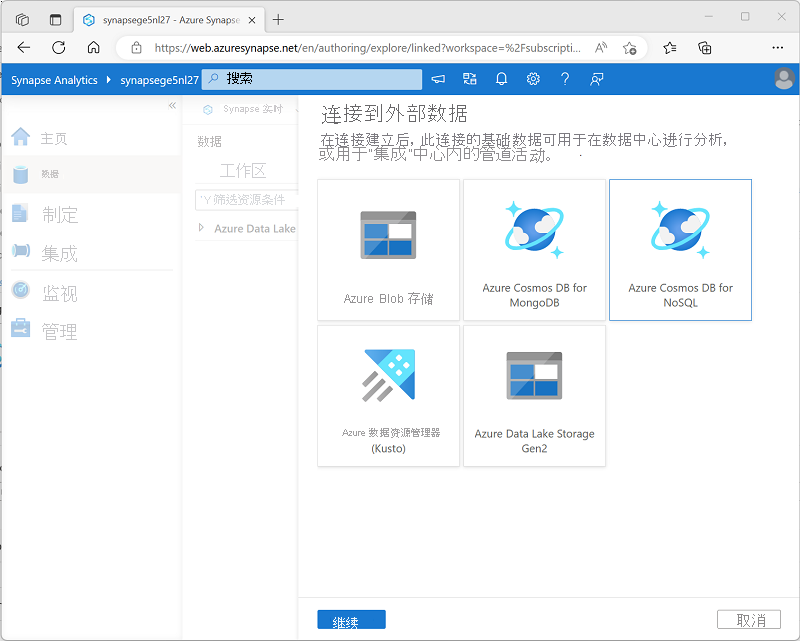 synapsege5nl27 - Azure Synapse
https://web.azuresynapse.net/en/authoring/explore/linked?workspace=%2Fsubscripti...
Synapse Analytics
synapsege5nl27
搜索
主页
数据
制定
集成
监视
管理
Synapse 实时
数据
工作区
筛选资源条件
Azure Data Lake
连接到外部数据
在连接建立后，此连接的基础数据可用于在数据中心进行分析，
或用于"集成"中心内的管道活动。
Azure Blob 存储
Azure Cosmos DB for
MongoDB
Azure Cosmos DB for
NoSQL
Azure 数据资源管理器
(Kusto)
Azure Data Lake Storage
Gen2
继续
取消